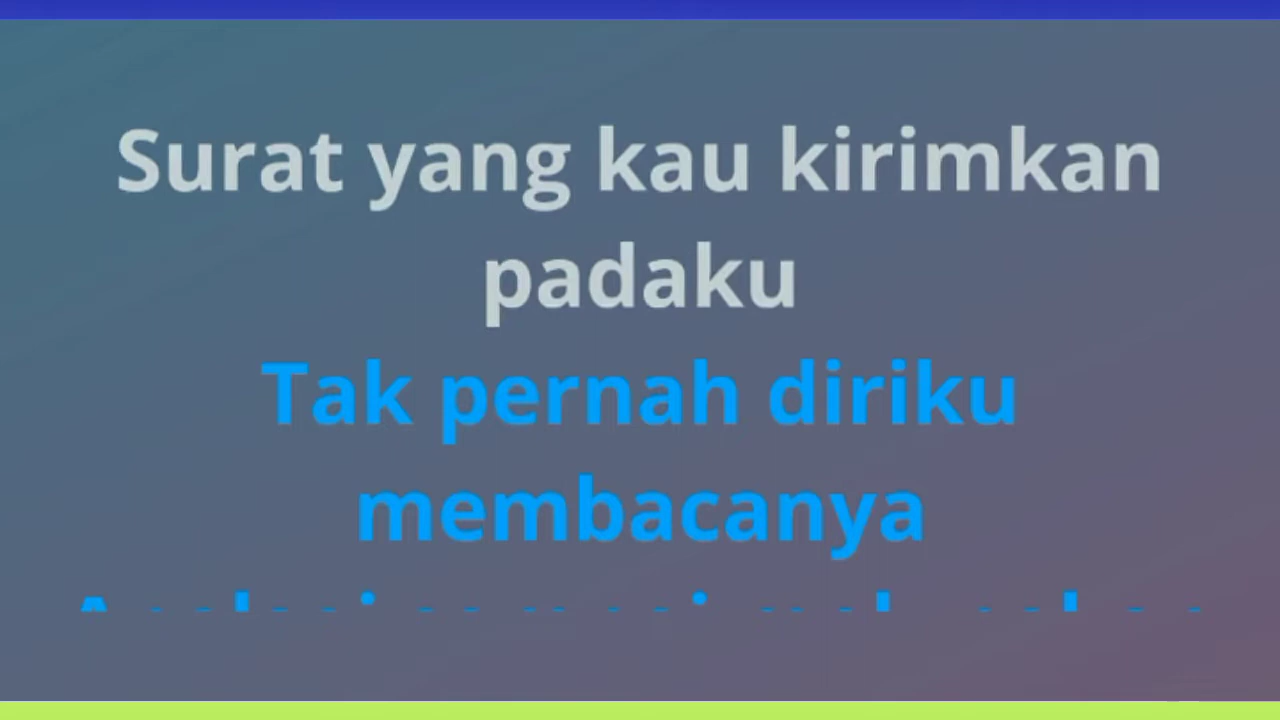 Surat yang kau kirimkan
padaku
Tak pernah diriku
membacanya